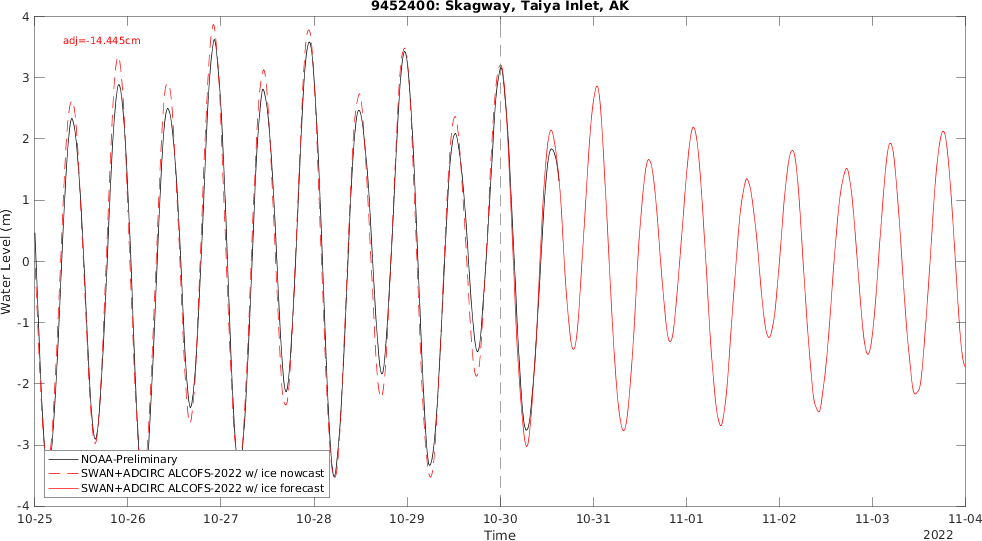 9452400: Skagway, Taiya Inlet, AK
adj=-14.445cm
Water Level (m)
4
3
2
1
0
-1
-2
-3
-4
NOAA-Preliminary
SWAN+ADCIRC ALCOFS-2022 w/ ice nowcast
SWAN+ADCIRC ALCOFS-2022 w/ ice forecast
10-25 10-26 10-27 10-28 10-29 10-30 10-31 11-01 11-02 11-03 11-04
Time
2022